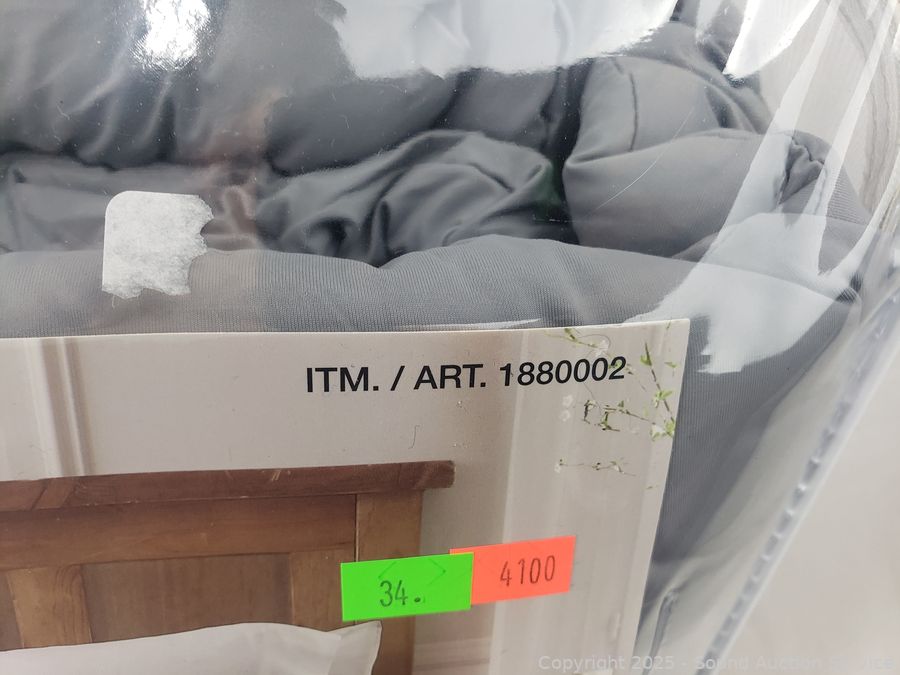 ITM. / ART. 1880002
34.
4100
Copyright 2025 - Sound Auction Service